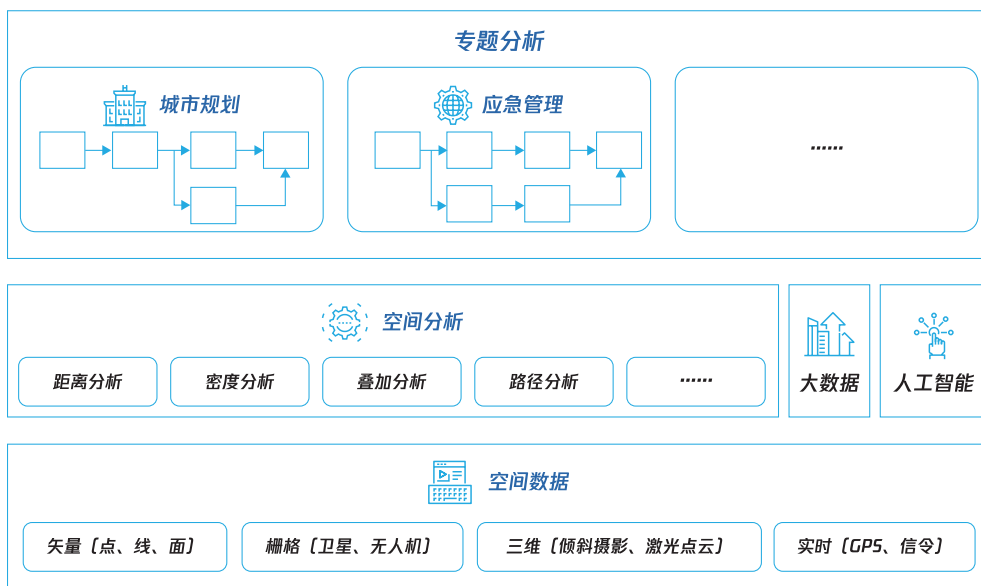 专题分析
城市规划
应急管理
······
空间分析
距离分析
密度分析
叠加分析
路径分析
······
大数据
人工智能
空间数据
矢量（点、线、面）
栅格（卫星、无人机）
三维（倾斜摄影、激光点云）
实时（GPS、信令）